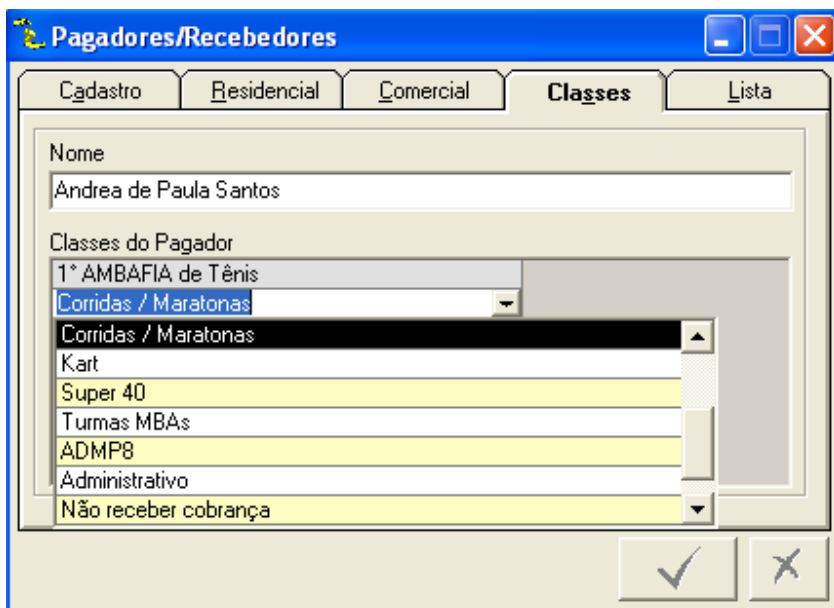 Pagadores/Recebedores
Cadastro Residencial Comercial Classes Lista
Nome
Andrea de Paula Santos
Classes do Pagador
1° AMBAFIA de Tênis
Corridas / Maratonas
Corridas / Maratonas
Kart
Super 40
Turmas MBAs
ADMP8
Administrativo
Não receber cobrança